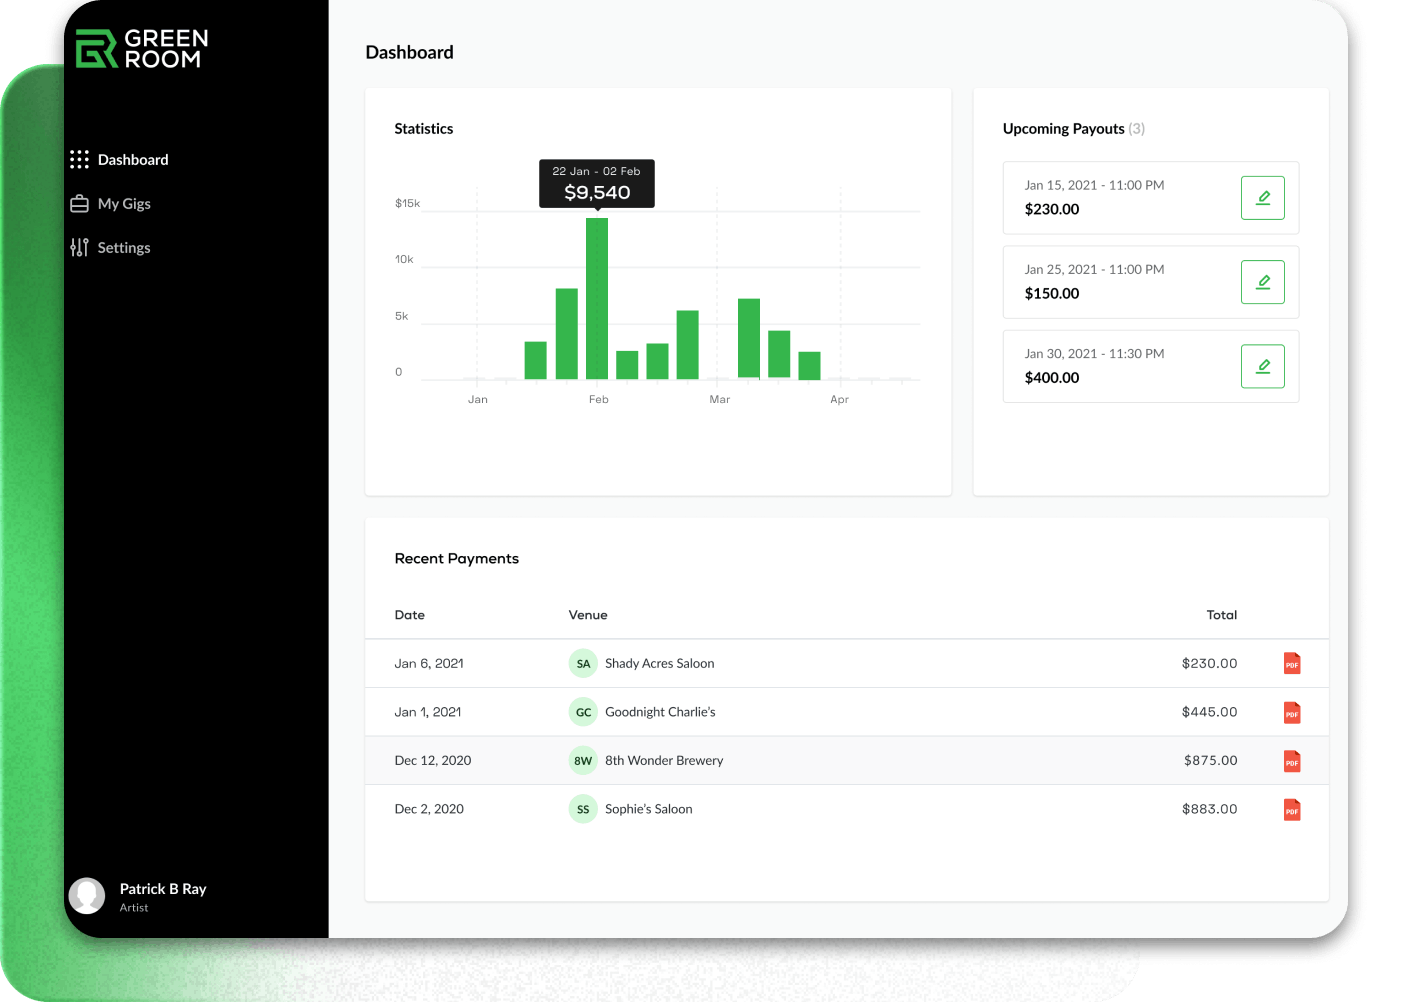 GREEN
ROOM
Dashboard
My Gigs
Settings
Patrick B Ray
Artist
Dashboard
Statistics
22 Jan - 02 Feb
$9,540
$15k
10k
5k
0
Jan Feb Mar Apr
Upcoming Payouts (3)
Jan 15, 2021 - 11:00 PM
$230.00
Jan 25, 2021 - 11:00 PM
$150.00
Jan 30, 2021 - 11:30 PM
$400.00
Recent Payments
Date Venue Total
Jan 6, 2021 SA Shady Acres Saloon $230.00 PDF
Jan 1, 2021 GC Goodnight Charlie's $445.00 PDF
Dec 12, 2020 8W 8th Wonder Brewery $875.00 PDF
Dec 2, 2020 SS Sophie's Saloon $883.00 PDF